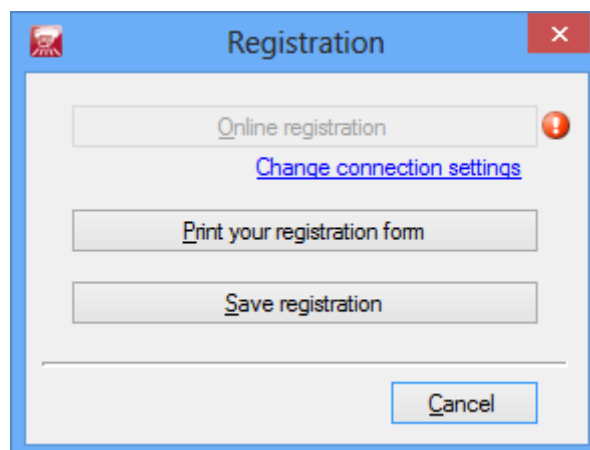 Registration
Online registration
Change connection settings
Print your registration form
Save registration
Cancel